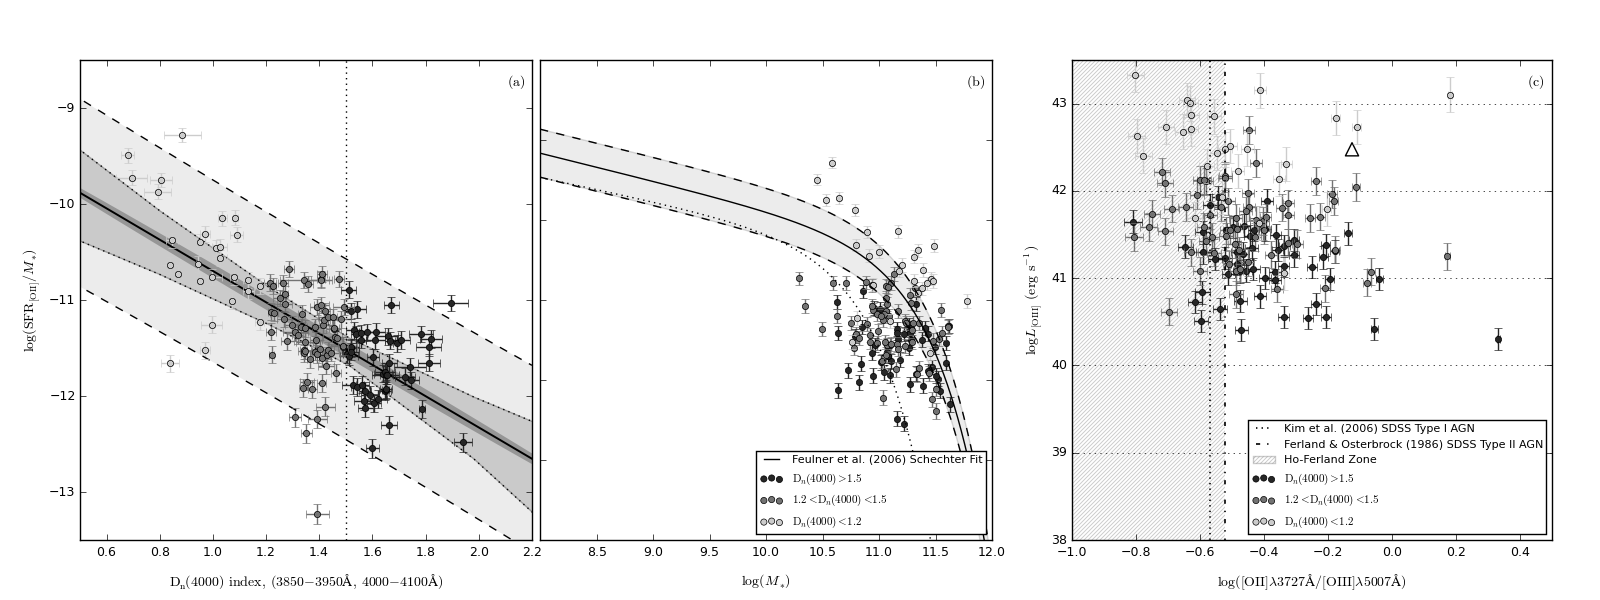 (a)
−9
−10
−11
−12
−13
log(SFR[OII]/M*)
0.6 0.8 1.0 1.2 1.4 1.6 1.8 2.0 2.2
Dn(4000) index, (3850−3950Å, 4000−4100Å)
(b)
Feulner et al. (2006) Schechter Fit
Dn(4000) >1.5
1.2 <Dn(4000) <1.5
Dn(4000) <1.2
8.5 9.0 9.5 10.0 10.5 11.0 11.5 12.0
log(M*)
(c)
43
42
41
40
39
38
logL[OII] (erg s−1)
Kim et al. (2006) SDSS Type I AGN
Ferland & Osterbrock (1986) SDSS Type II AGN
Ho-Ferland Zone
Dn(4000) >1.5
1.2 <Dn(4000) <1.5
Dn(4000) <1.2
−1.0 −0.8 −0.6 −0.4 −0.2 0.0 0.2 0.4
log([OII]λ3727Å/[OIII]λ5007Å)